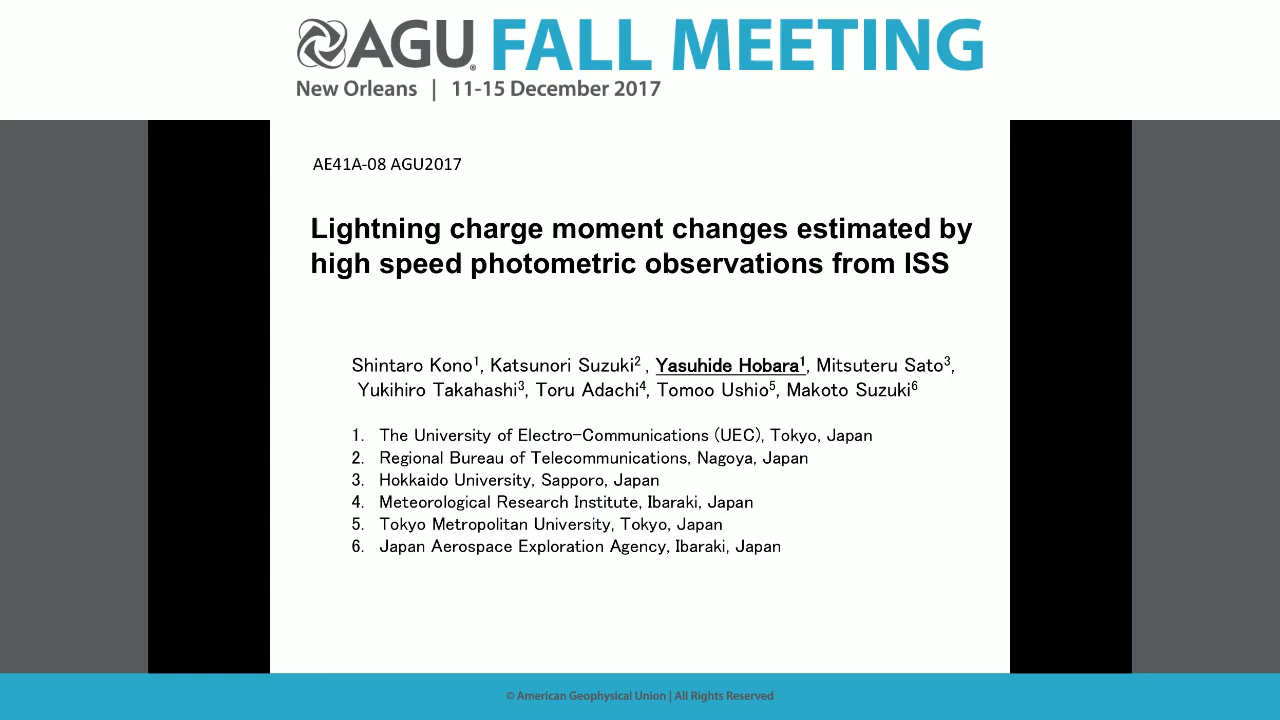 AGU® FALL MEETING
New Orleans | 11-15 December 2017
AE41A-08 AGU2017
Lightning charge moment changes estimated by
high speed photometric observations from ISS
Shintaro Kono¹, Katsunori Suzuki², Yasuhide Hobara¹, Mitsuteru Sato³,
Yukihiro Takahashi³, Toru Adachi⁴, Tomoo Ushio⁵, Makoto Suzuki⁶
1. The University of Electro-Communications (UEC), Tokyo, Japan
2. Regional Bureau of Telecommunications, Nagoya, Japan
3. Hokkaido University, Sapporo, Japan
4. Meteorological Research Institute, Ibaraki, Japan
5. Tokyo Metropolitan University, Tokyo, Japan
6. Japan Aerospace Exploration Agency, Ibaraki, Japan
© American Geophysical Union | All Rights Reserved